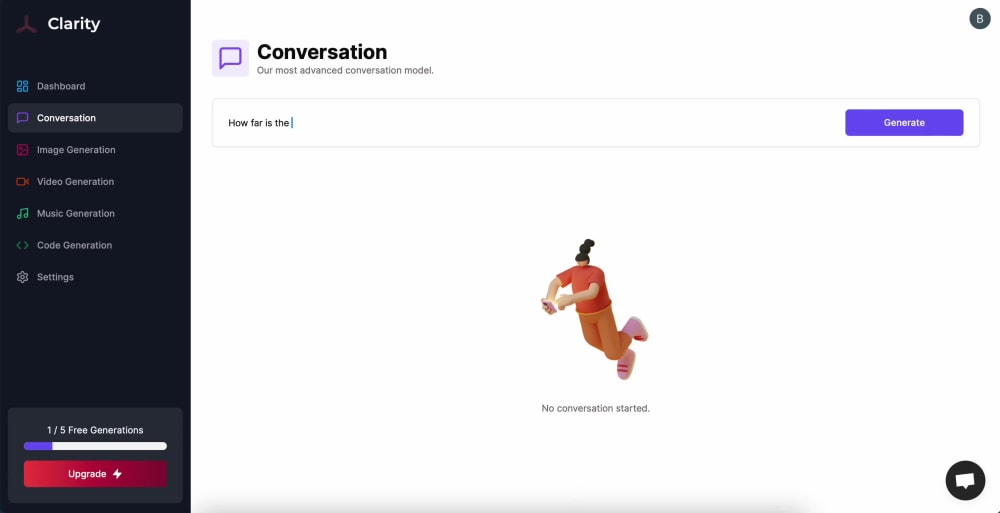 Clarity
Dashboard
Conversation
Image Generation
Video Generation
Music Generation
Code Generation
Settings
1 / 5 Free Generations
Upgrade
B
Conversation
Our most advanced conversation model.
How far is the
Generate
No conversation started.